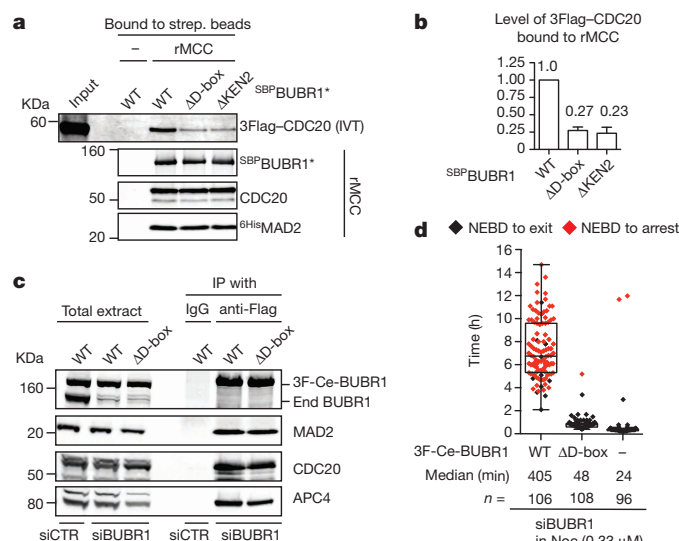 a
Bound to strep. beads
– rMCC
Input WT WT ΔD-box ΔKEN2 SBPBUBR1*
KDa
60 3Flag–CDC20 (IVT)
160 SBPBUBR1*
50 CDC20
20 6HisMAD2
rMCC
b
Level of 3Flag–CDC20
bound to rMCC
1.25
1.00
0.75
0.50
0.25
0
1.0
0.27 0.23
SBPBUBR1 WT ΔD-box ΔKEN2
c
IP with
Total extract IgG anti-Flag
WT WT ΔD-box WT WT ΔD-box
KDa
160 3F-Ce-BUBR1
End BUBR1
20 MAD2
50 CDC20
80 APC4
siCTR siBUBR1 siCTR siBUBR1
d NEBD to exit NEBD to arrest
Time (h)
16
14
12
10
8
6
4
2
0
3F-Ce-BUBR1 WT ΔD-box –
Median (min) 405 48 24
n = 106 108 96
siBUBR1
in Noc (0.33 μM)